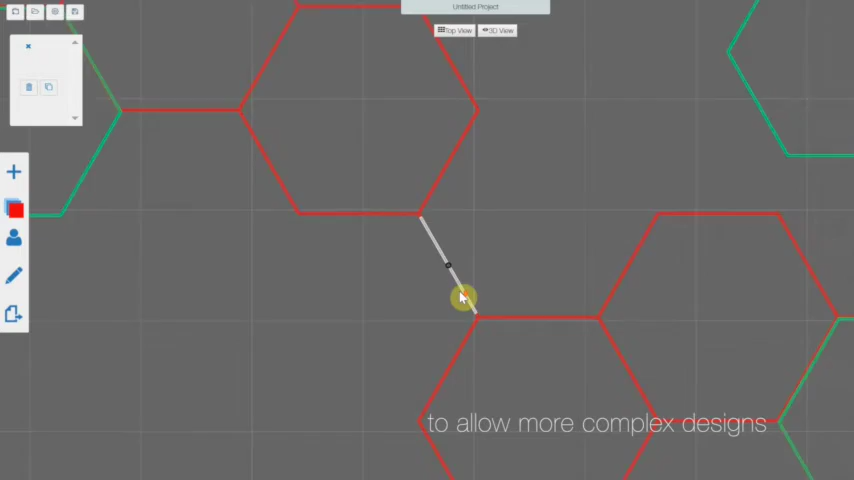 Untitled Project
Top View
3D View
to allow more complex designs